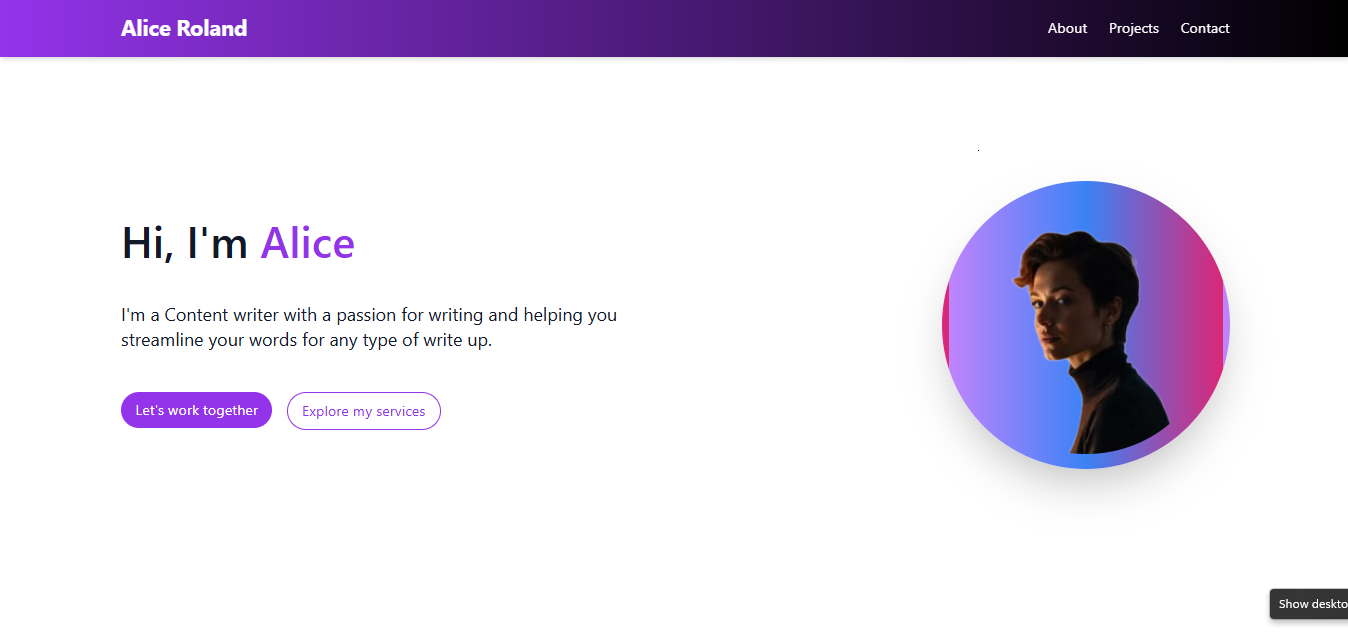 Alice Roland
About Projects Contact
Hi, I'm Alice
I'm a Content writer with a passion for writing and helping you
streamline your words for any type of write up.
Let's work together Explore my services
Show deskto